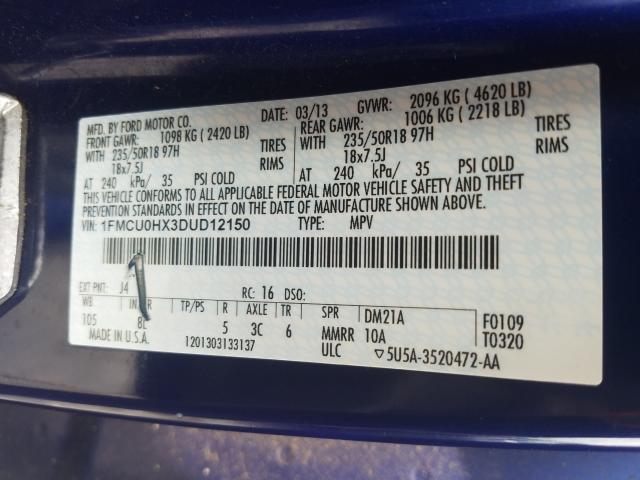 MFD. BY FORD MOTOR CO.
DATE: 03/13 GVWR: 2096 KG ( 4620 LB)
FRONT GAWR: 1098 KG ( 2420 LB) REAR GAWR: 1006 KG ( 2218 LB)
WITH 235/50R18 97H TIRES WITH 235/50R18 97H TIRES
18x7.5J RIMS 18x7.5J RIMS
AT 240 kPa/ 35 PSI COLD AT 240 kPa/ 35 PSI COLD
THIS VEHICLE CONFORMS TO ALL APPLICABLE FEDERAL MOTOR VEHICLE SAFETY AND THEFT
PREVENTION STANDARDS IN EFFECT ON THE DATE OF MANUFACTURE SHOWN ABOVE.
VIN: 1FMCU0HX3DUD12150 TYPE: MPV
EXT PNT: J4 RC: 16 DSO:
WB TP/PS R AXLE TR SPR DM21A F0109
105 8L 5 3C 6 MMRR 10A T0320
MADE IN U.S.A. 1201303133137 ULC 5U5A-3520472-AA